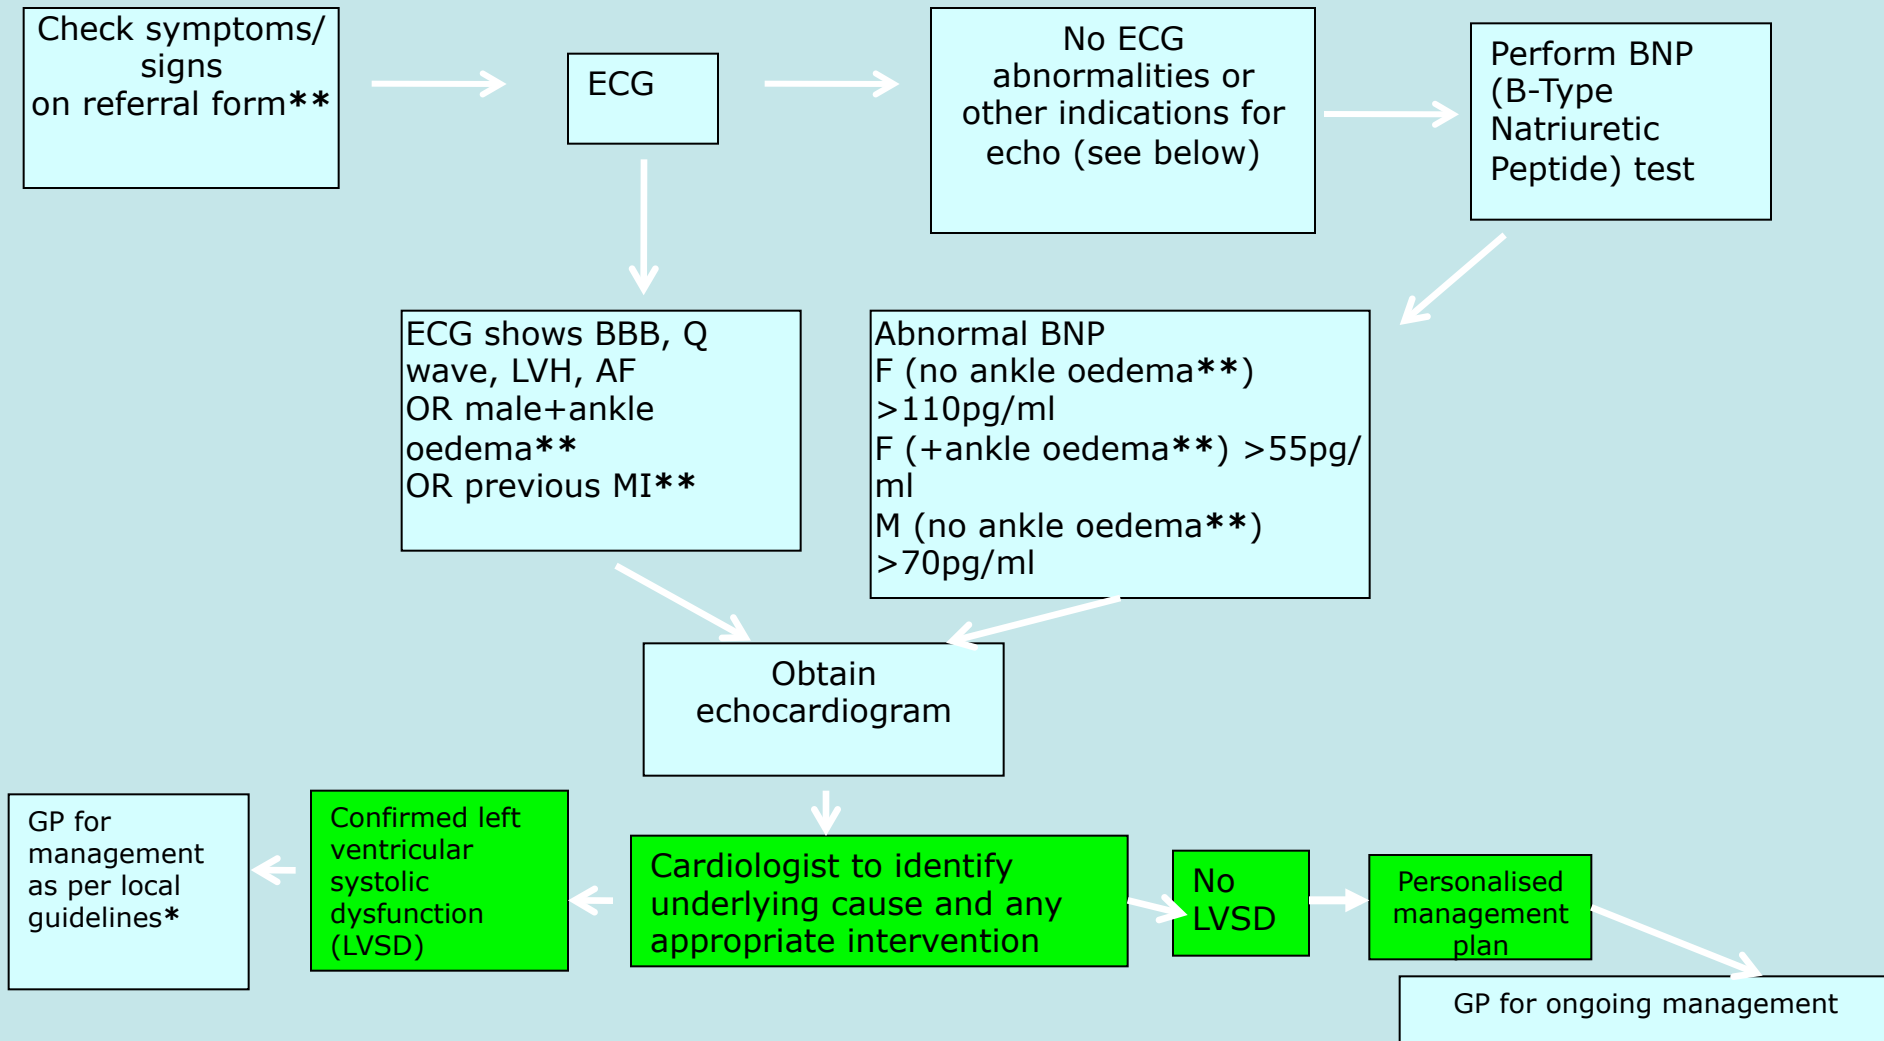 Check symptoms/
signs
on referral form**
ECG
No ECG
abnormalities or
other indications for
echo (see below)
Perform BNP
(B-Type
Natriuretic
Peptide) test
ECG shows BBB, Q
wave, LVH, AF
OR male+ankle
oedema**
OR previous MI**
Abnormal BNP
F (no ankle oedema**)
>110pg/ml
F (+ankle oedema**) >55pg/
ml
M (no ankle oedema**)
>70pg/ml
Obtain
echocardiogram
GP for
management
as per local
guidelines*
Confirmed left
ventricular
systolic
dysfunction
(LVSD)
Cardiologist to identify
underlying cause and any
appropriate intervention
No
LVSD
Personalised
management
plan
GP for ongoing management